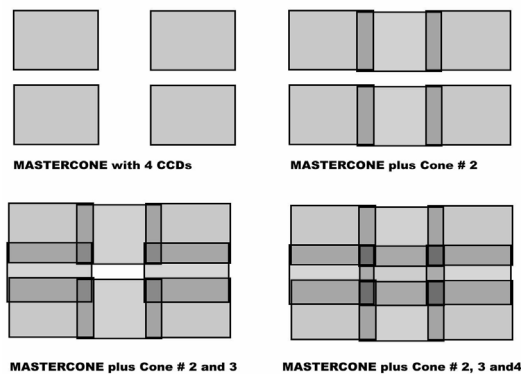 MASTERCONE with 4 CCDs
MASTERCONE plus Cone # 2
MASTERCONE plus Cone # 2 and 3
MASTERCONE plus Cone # 2, 3 and4